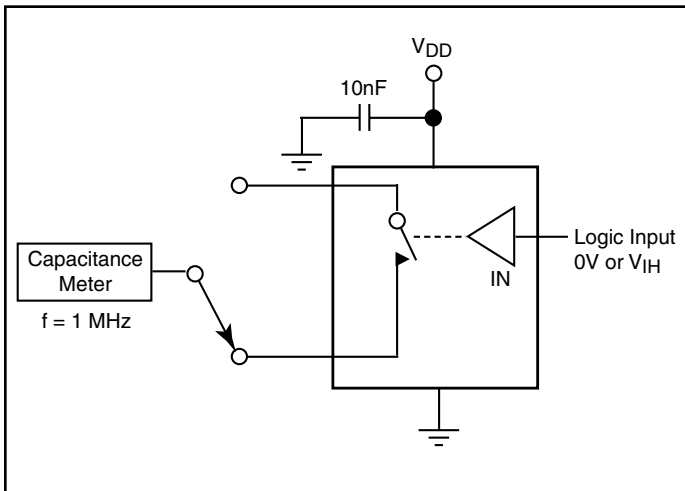 VDD
10nF
Capacitance
Meter
f = 1 MHz
IN
Logic Input
0V or VIH